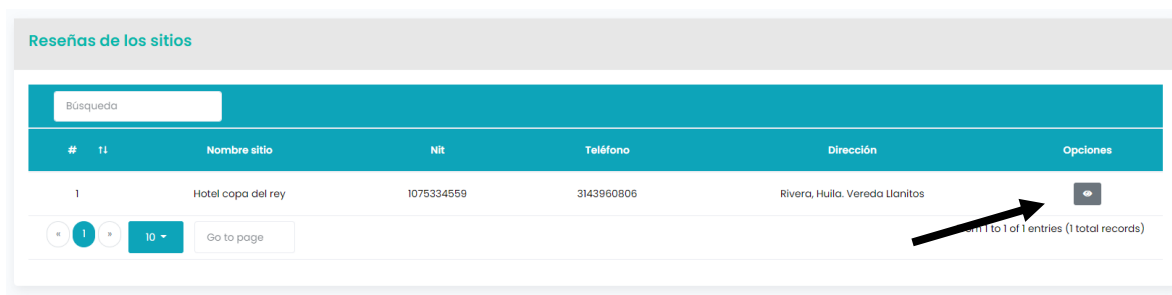 Reseñas de los sitios
Búsqueda
# Nombre sitio Nit Teléfono Dirección Opciones
1 Hotel copa del rey 1075334559 3143960806 Rivera, Huila. Vereda Llanitos
« 1 » 10 Go to page 1 to 1 of 1 entries (1 total records)